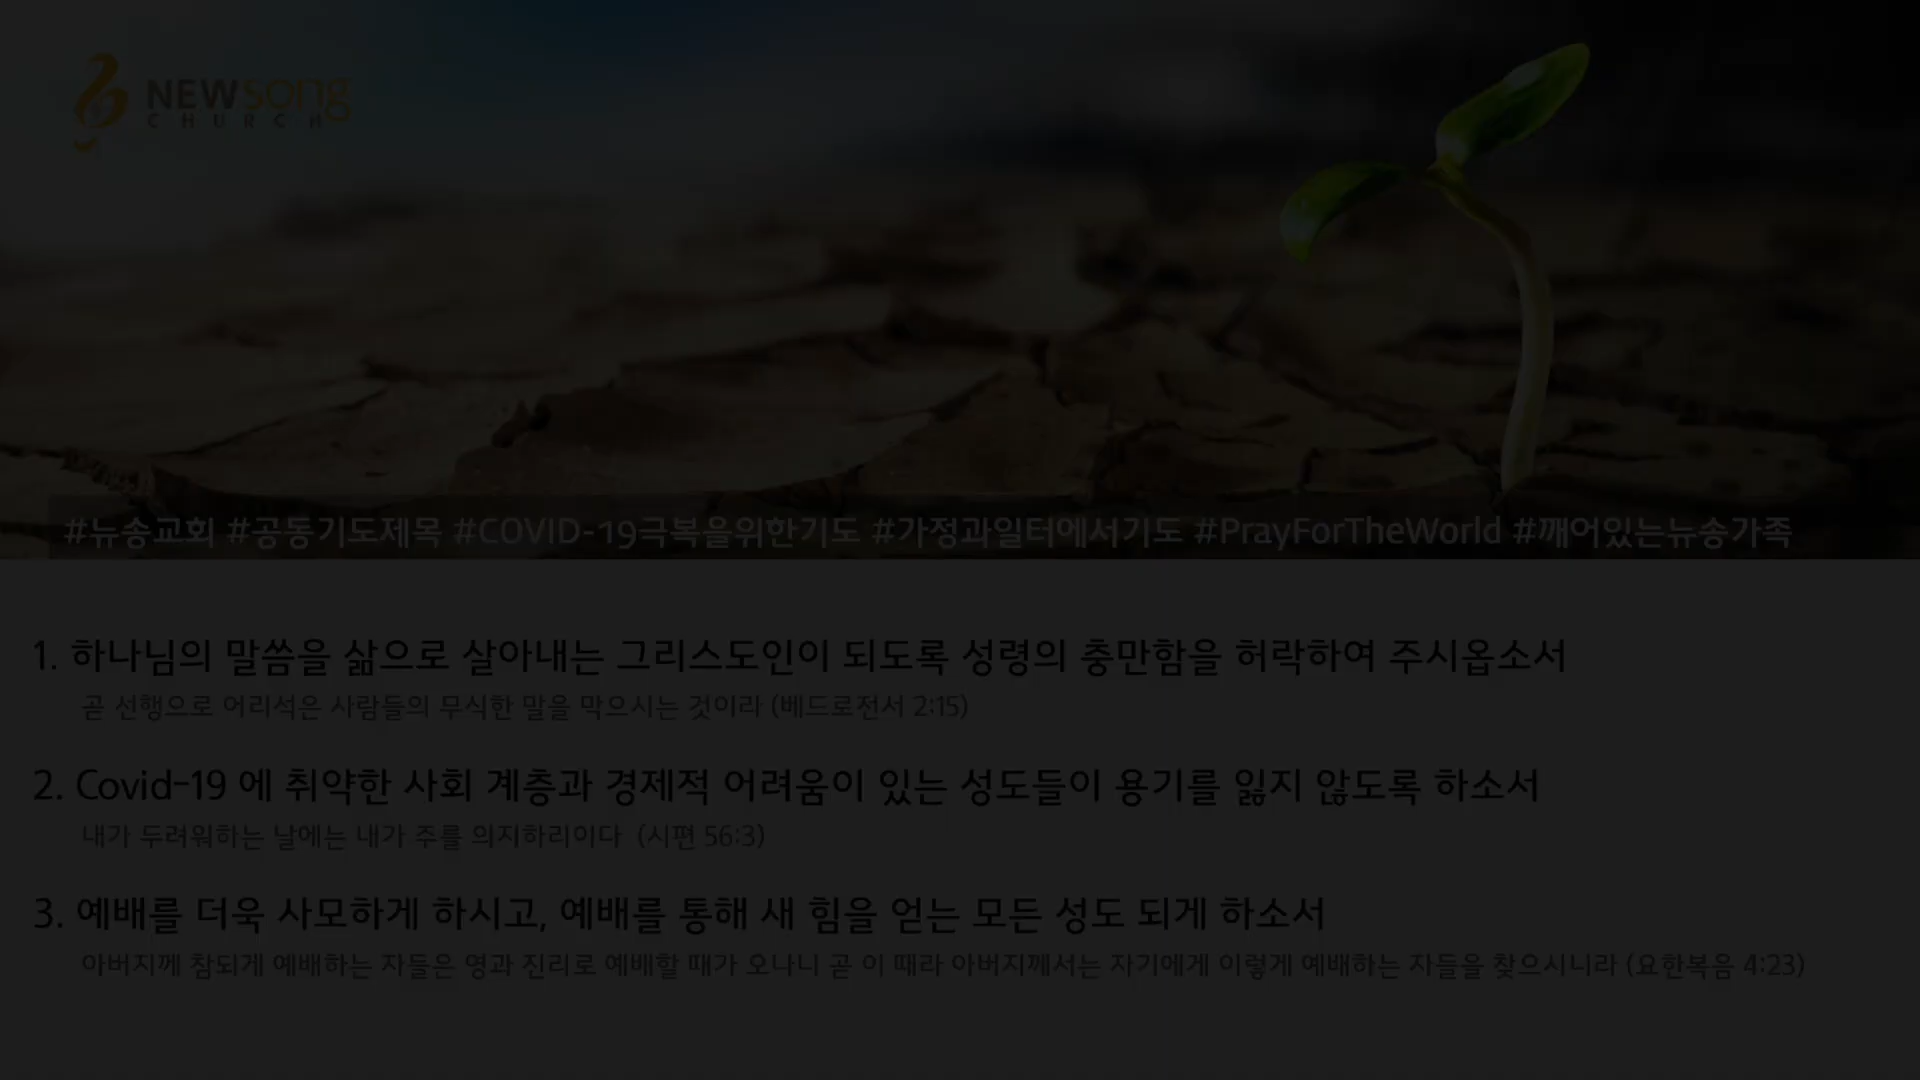 NEWsong
CHURCH
#뉴송교회 #공동기도제목 #COVID-19극복을위한기도 #가정과일터에서기도 #PrayForTheWorld #깨어있는뉴송가족
1. 하나님의 말씀을 삶으로 살아내는 그리스도인이 되도록 성령의 충만함을 허락하여 주시옵소서
곧 선행으로 어리석은 사람들의 무식한 말을 막으시는 것이라 (베드로전서 2:15)
2. Covid-19 에 취약한 사회 계층과 경제적 어려움이 있는 성도들이 용기를 잃지 않도록 하소서
내가 두려워하는 날에는 내가 주를 의지하리이다 (시편 56:3)
3. 예배를 더욱 사모하게 하시고, 예배를 통해 새 힘을 얻는 모든 성도 되게 하소서
아버지께 참되게 예배하는 자들은 영과 진리로 예배할 때가 오나니 곧 이 때라 아버지께서는 자기에게 이렇게 예배하는 자들을 찾으시니라 (요한복음 4:23)